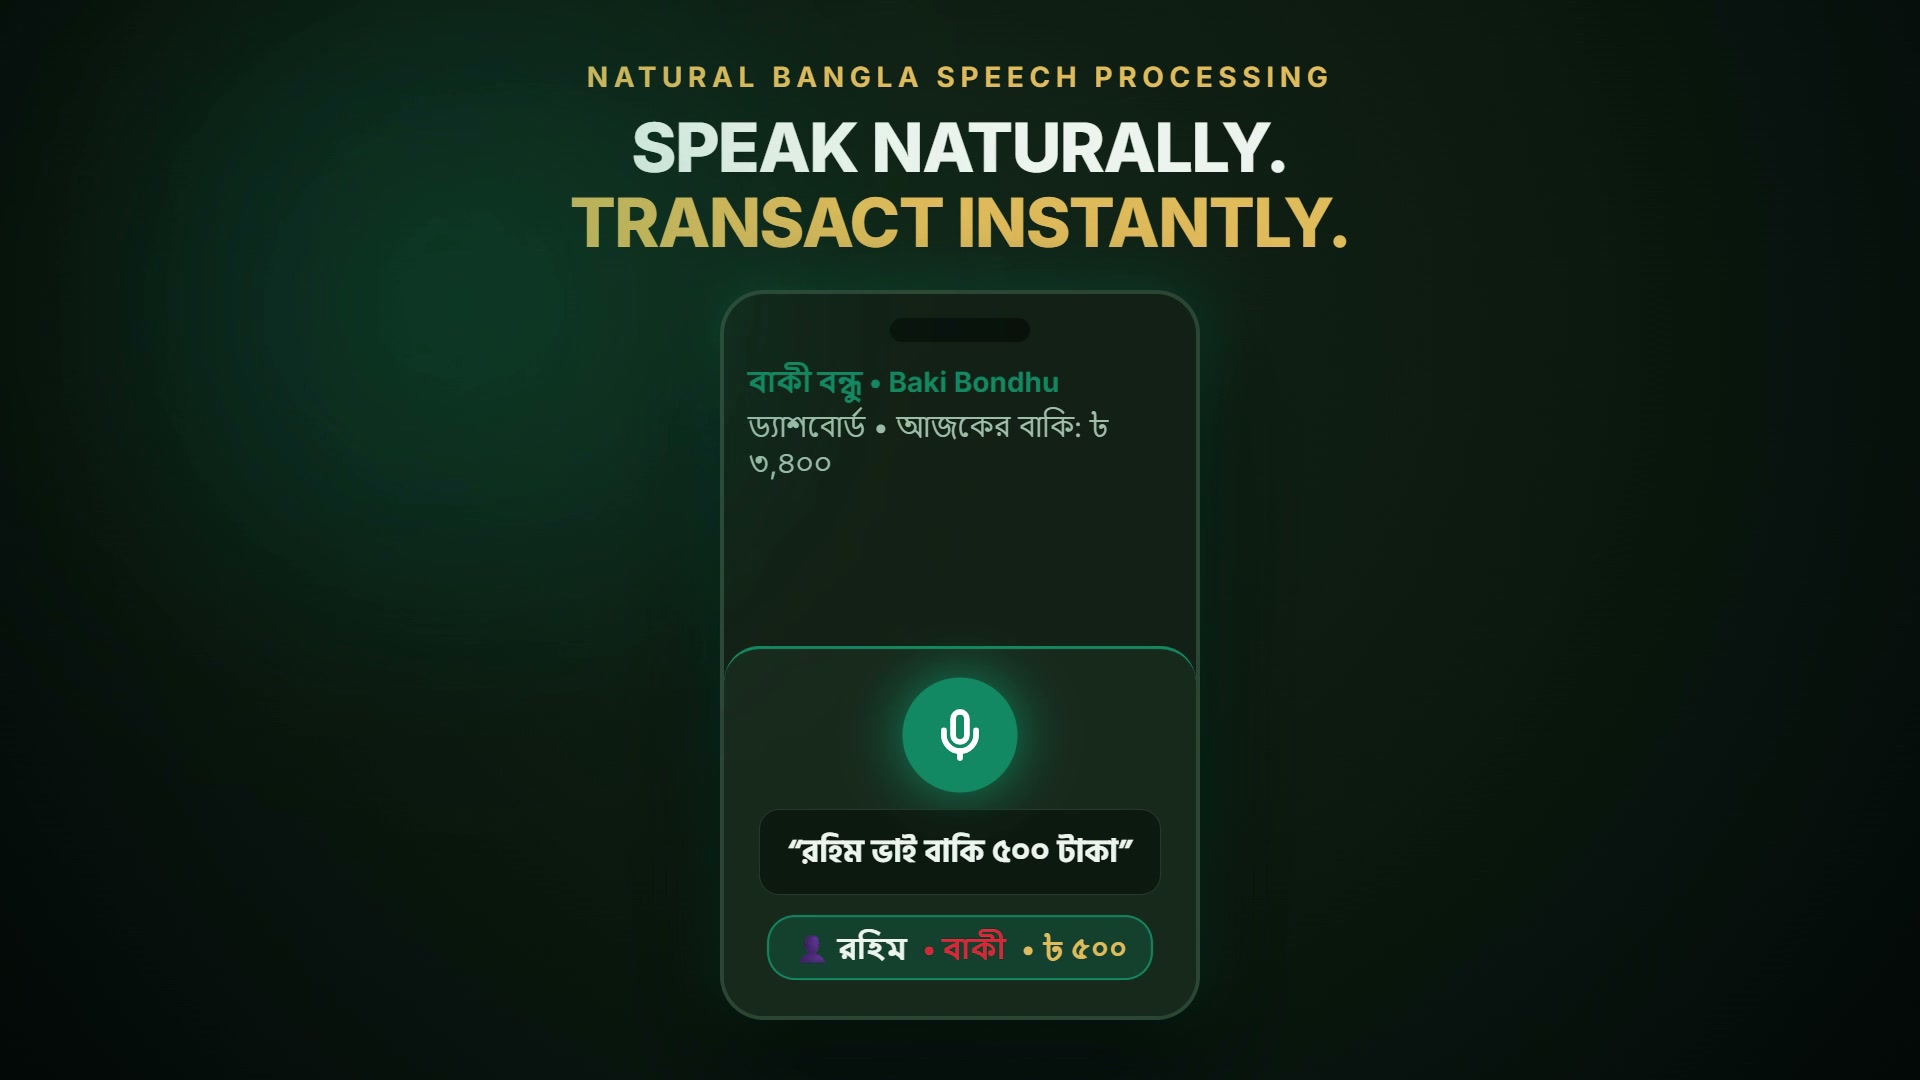 NATURAL BANGLA SPEECH PROCESSING
SPEAK NATURALLY.
TRANSACT INSTANTLY.
বাকী বন্ধু • Baki Bondhu
ড্যাশবোর্ড • আজকের বাকি: ৳
৩,৪০০
“রহিম ভাই বাকি ৫০০ টাকা”
রহিম • বাকী • ৳ ৫০০